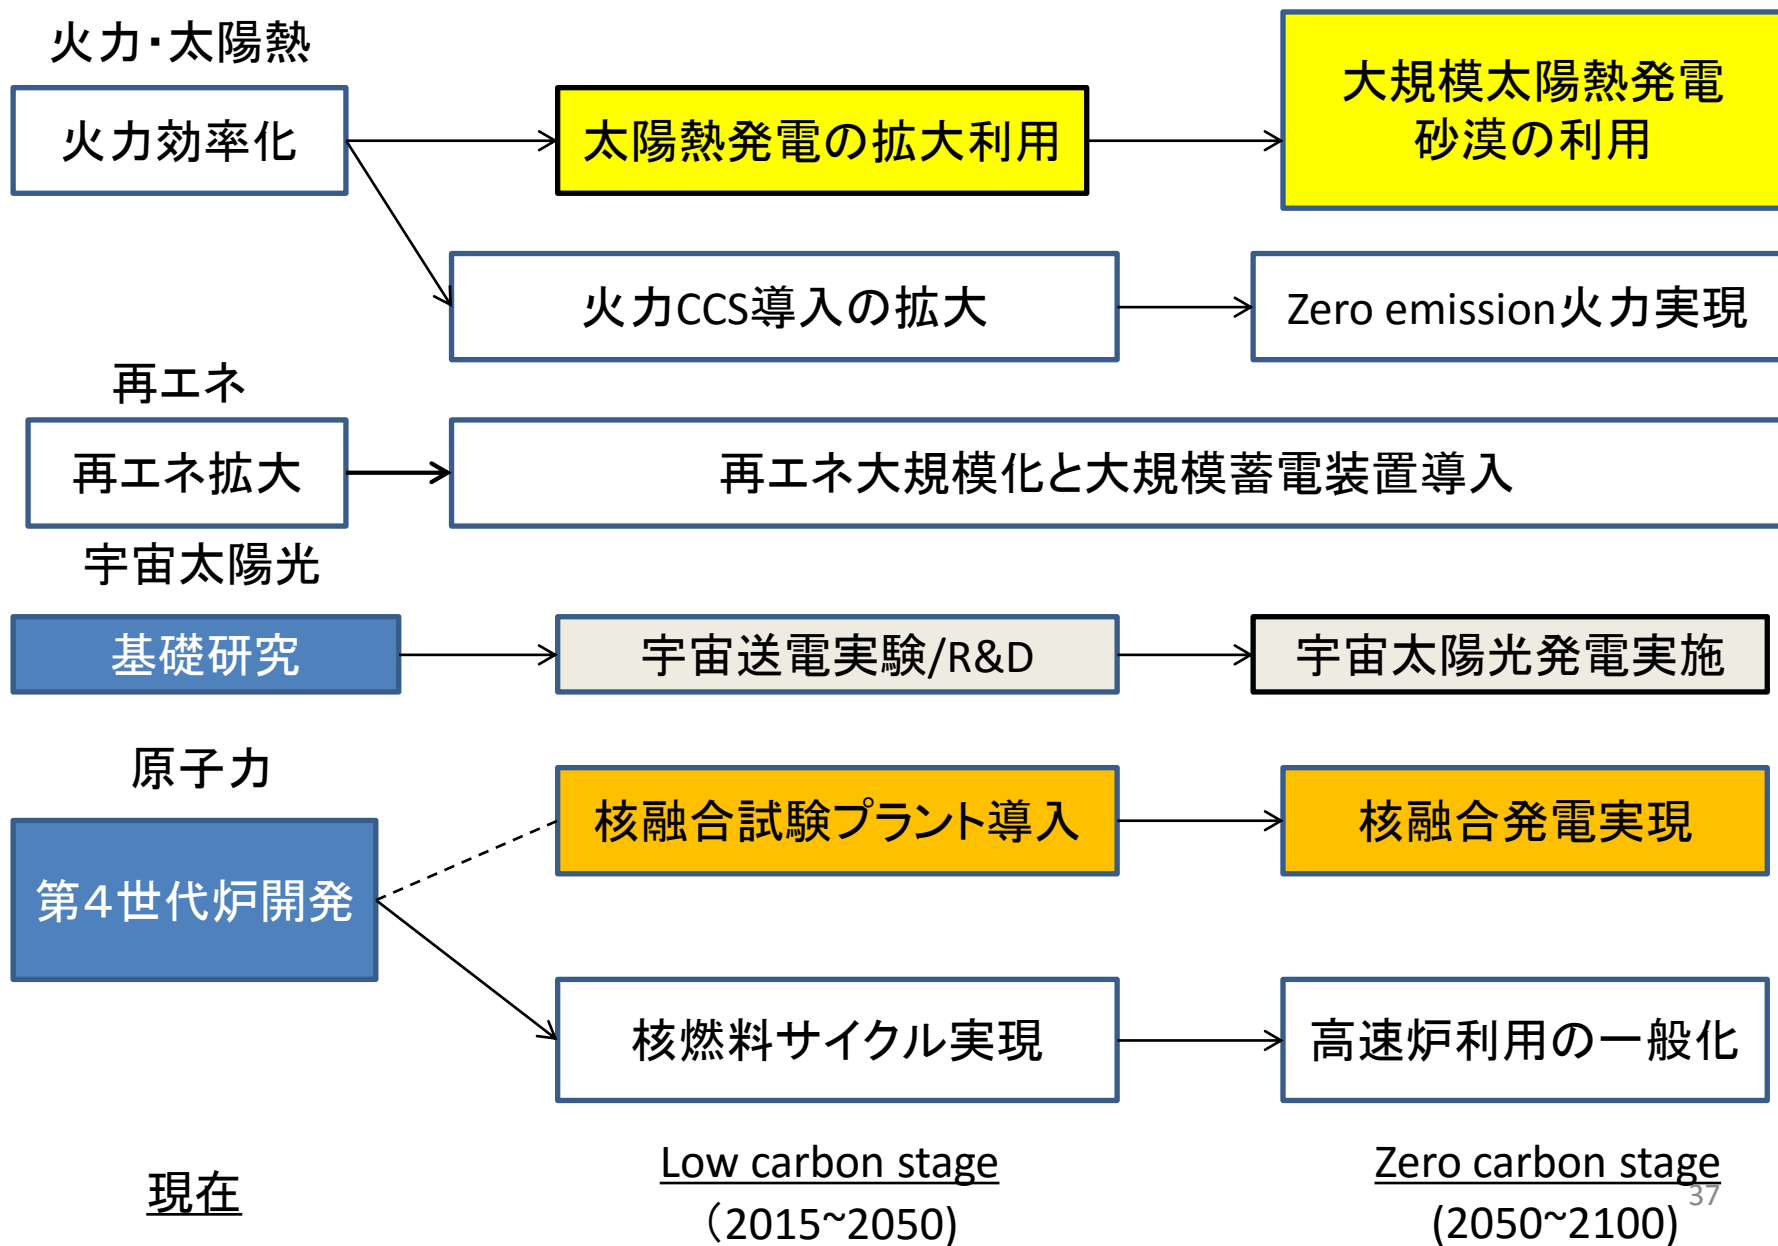 火力・太陽熱
火力効率化
太陽熱発電の拡大利用
大規模太陽熱発電
砂漠の利用
火力CCS導入の拡大
Zero emission火力実現
再エネ
再エネ拡大
再エネ大規模化と大規模蓄電装置導入
宇宙太陽光
基礎研究
宇宙送電実験/R&D
宇宙太陽光発電実施
原子力
第4世代炉開発
核融合試験プラント導入
核融合発電実現
核燃料サイクル実現
高速炉利用の一般化
現在
Low carbon stage
（2015~2050)
Zero carbon stage
(2050~2100)
37